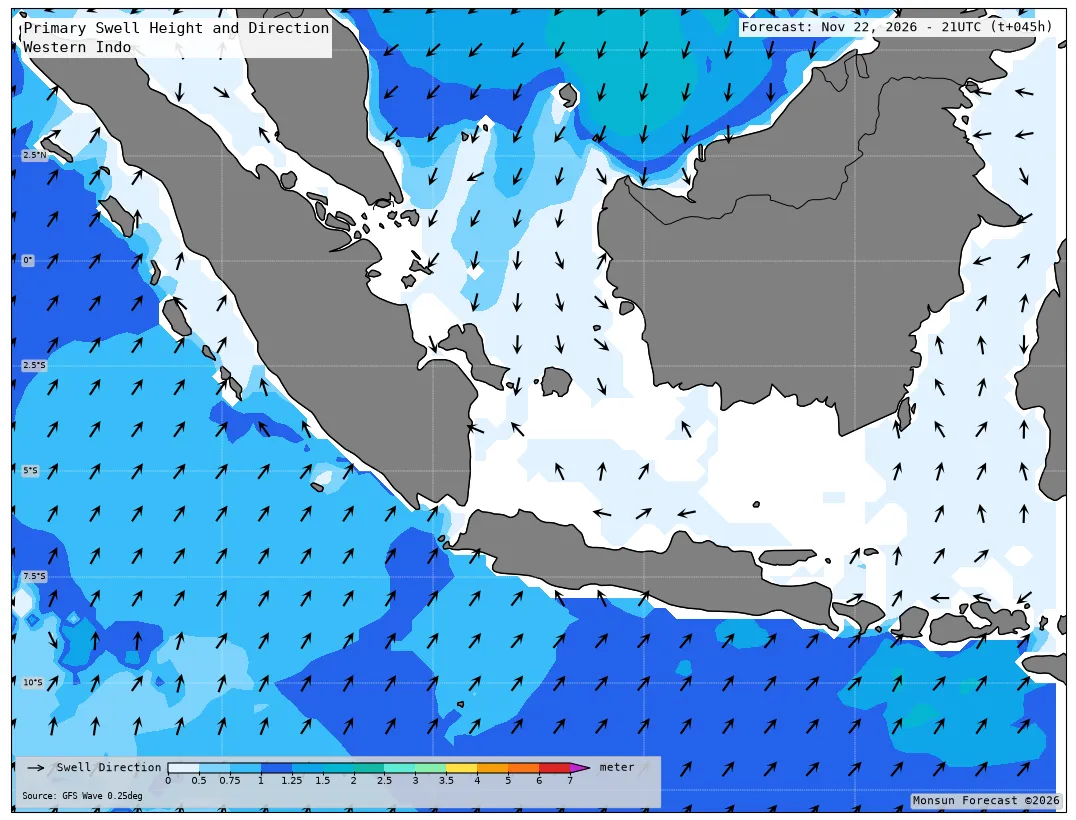 Primary Swell Height and Direction
Western Indo
Forecast: Nov 22, 2026 - 21UTC (t+045h)
2.5°N
0°
2.5°S
5°S
7.5°S
10°S
Swell Direction
0 0.5 0.75 1 1.25 1.5 2 2.5 3 3.5 4 5 6 7
meter
Source: GFS Wave 0.25deg
Monsun Forecast ©2026